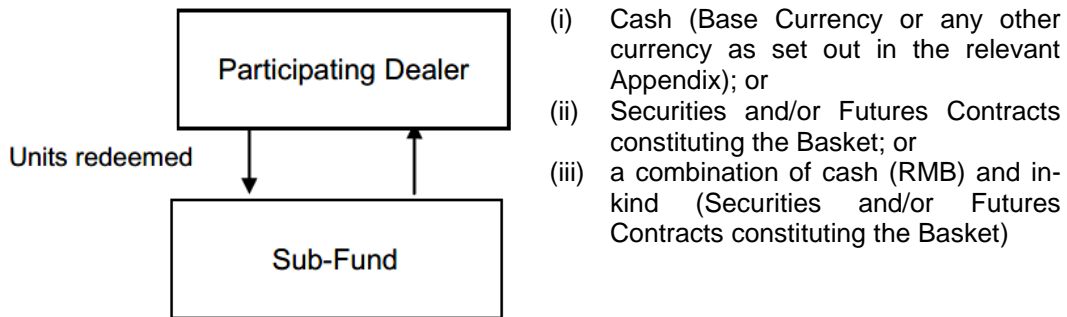 Participating Dealer
Units redeemed
Sub-Fund
(i) Cash (Base Currency or any other
currency as set out in the relevant
Appendix); or
(ii) Securities and/or Futures Contracts
constituting the Basket; or
(iii) a combination of cash (RMB) and in-
kind (Securities and/or Futures
Contracts constituting the Basket)